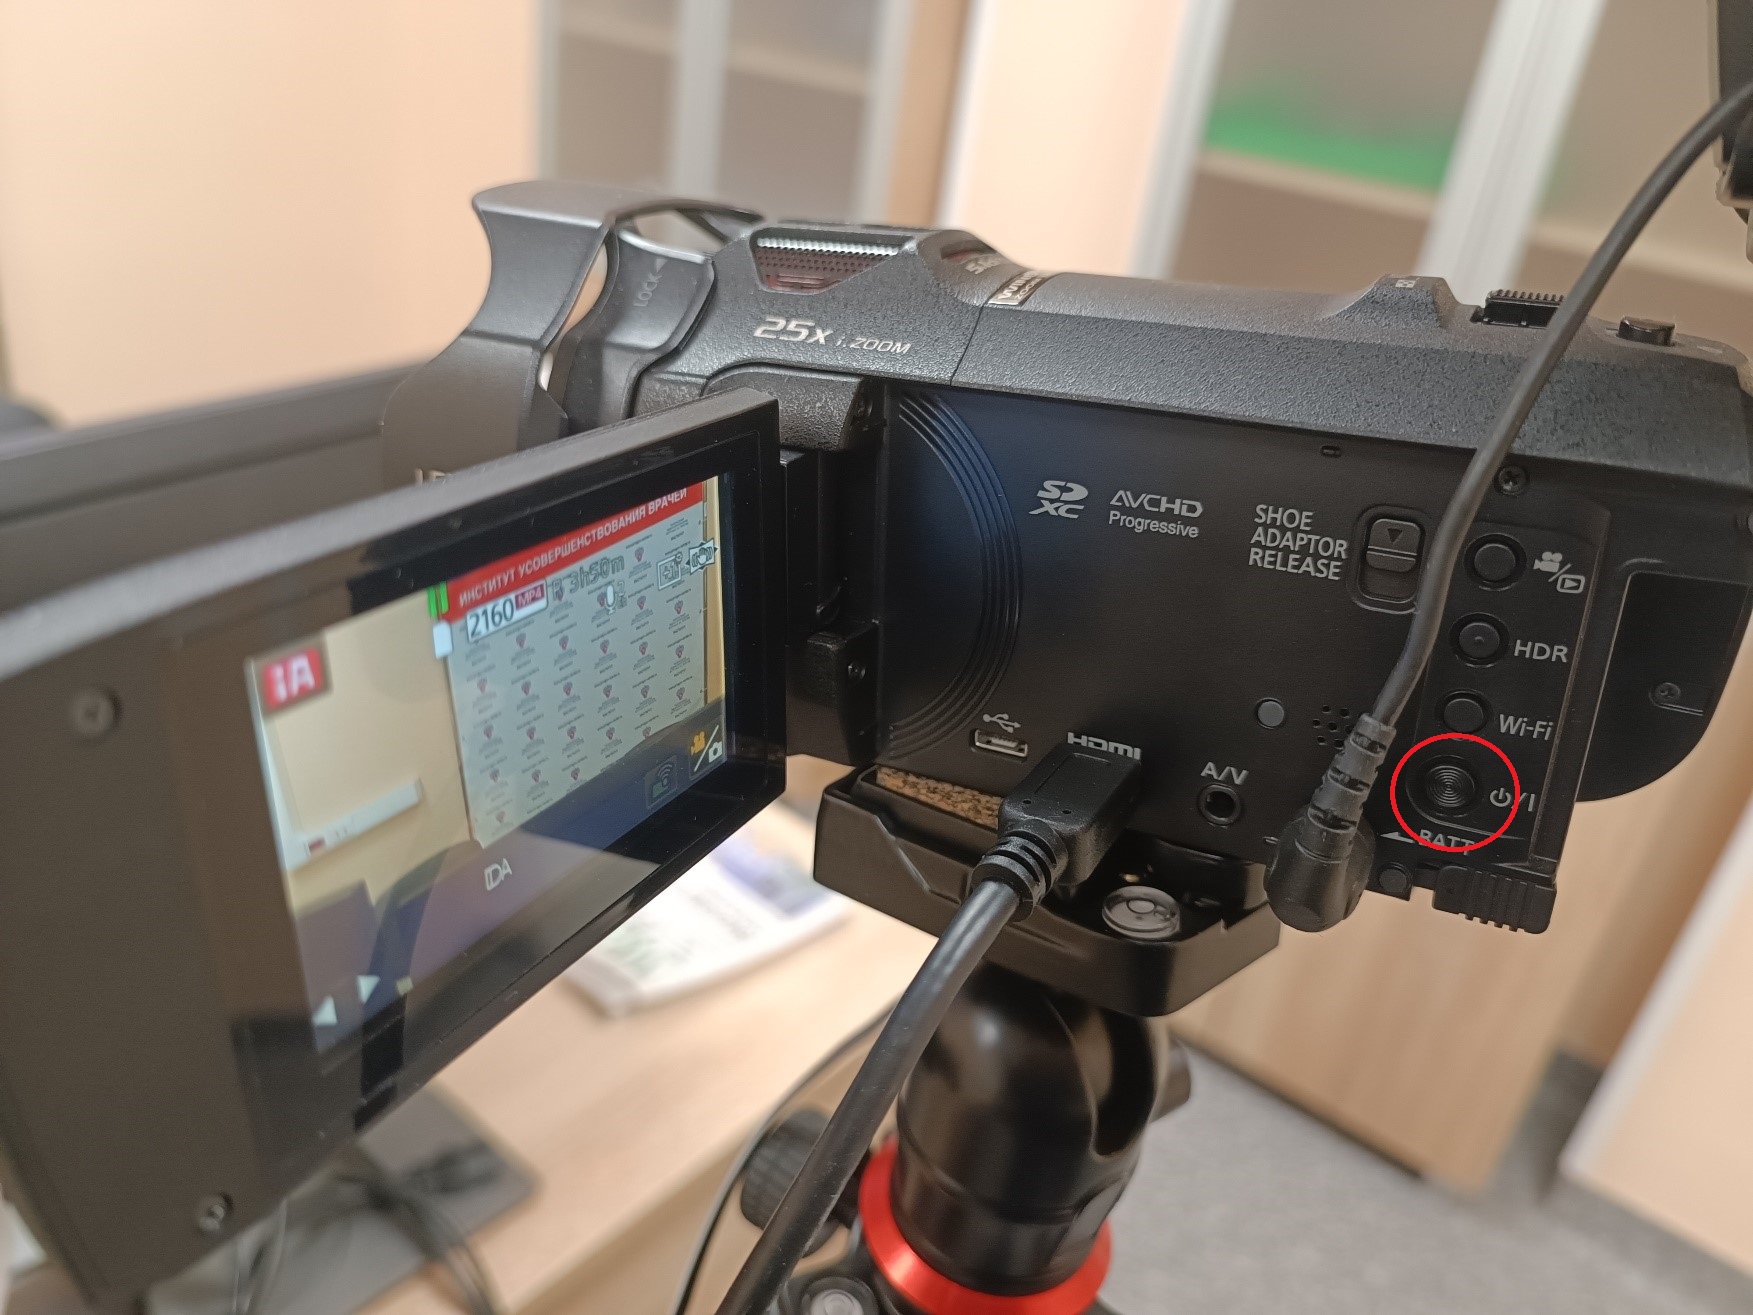 LOCK
25x i.ZOOM
SD
XC
AVCHD
Progressive
SHOE
ADAPTOR
RELEASE
HDR
Wi-Fi
HDMI
A/V
BATT
ИНСТИТУТ УСОВЕРШЕНСТВОВАНИЯ ВРАЧЕЙ
2160 MP4 R 3h50m
iA